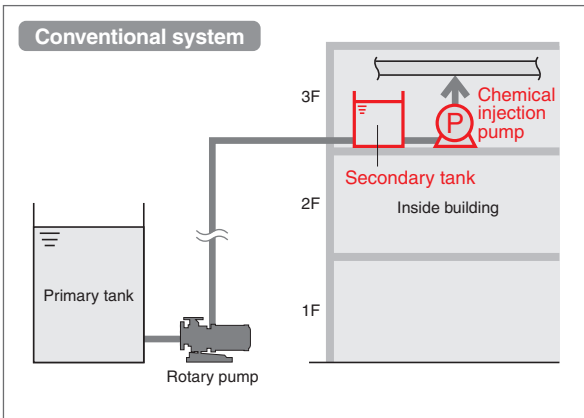 Conventional system
3F
Chemical
injection
pump
P
Secondary tank
2F
Inside building
Primary tank
1F
Rotary pump